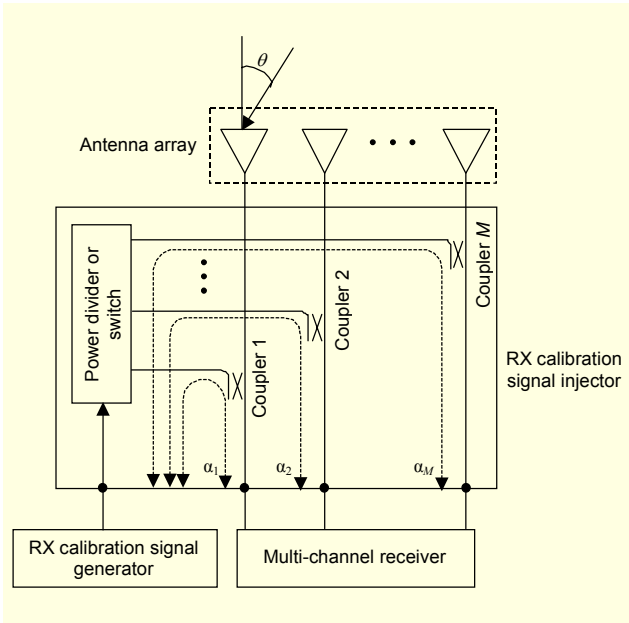 θ
Antenna array
Power divider or
switch
Coupler 1
Coupler 2
Coupler M
RX calibration
signal injector
α1
α2
αM
RX calibration signal
generator
Multi-channel receiver